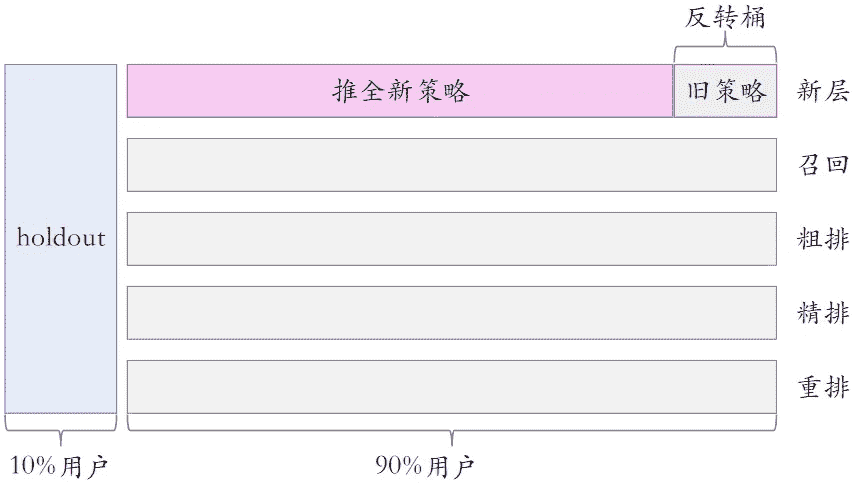 反转桶
推全新策略 旧策略 新层
召回
holdout 粗排
精排
重排
10%用户 90%用户